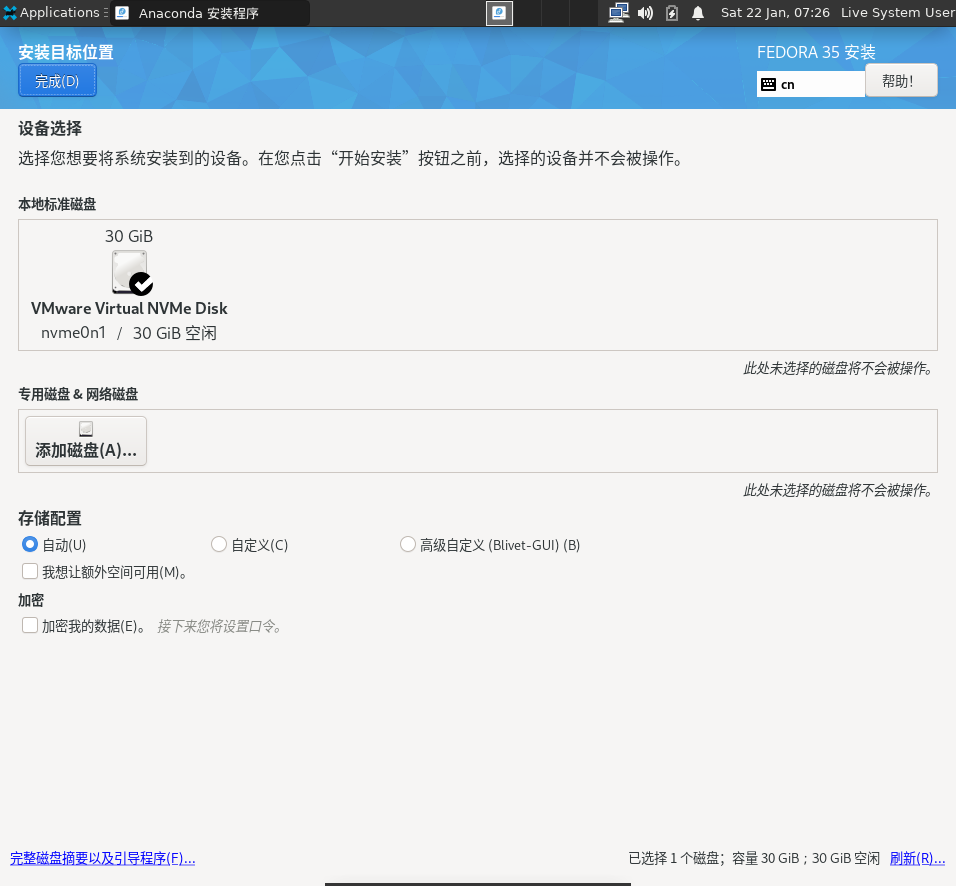 Applications Anaconda 安装程序 Sat 22 Jan, 07:26 Live System User
安装目标位置 FEDORA 35 安装
完成(D) cn 帮助!
设备选择
选择您想要将系统安装到的设备。在您点击“开始安装”按钮之前，选择的设备并不会被操作。
本地标准磁盘
30 GiB
VMware Virtual NVMe Disk
nvme0n1 / 30 GiB 空闲
此处未选择的磁盘将不会被操作。
专用磁盘 & 网络磁盘
添加磁盘(A)...
此处未选择的磁盘将不会被操作。
存储配置
自动(U) 自定义(C) 高级自定义 (Blivet-GUI) (B)
我想让额外空间可用(M)。
加密
加密我的数据(E)。 接下来您将设置口令。
完整磁盘摘要以及引导程序(F)... 已选择 1 个磁盘；容量 30 GiB ; 30 GiB 空闲 刷新(R)...